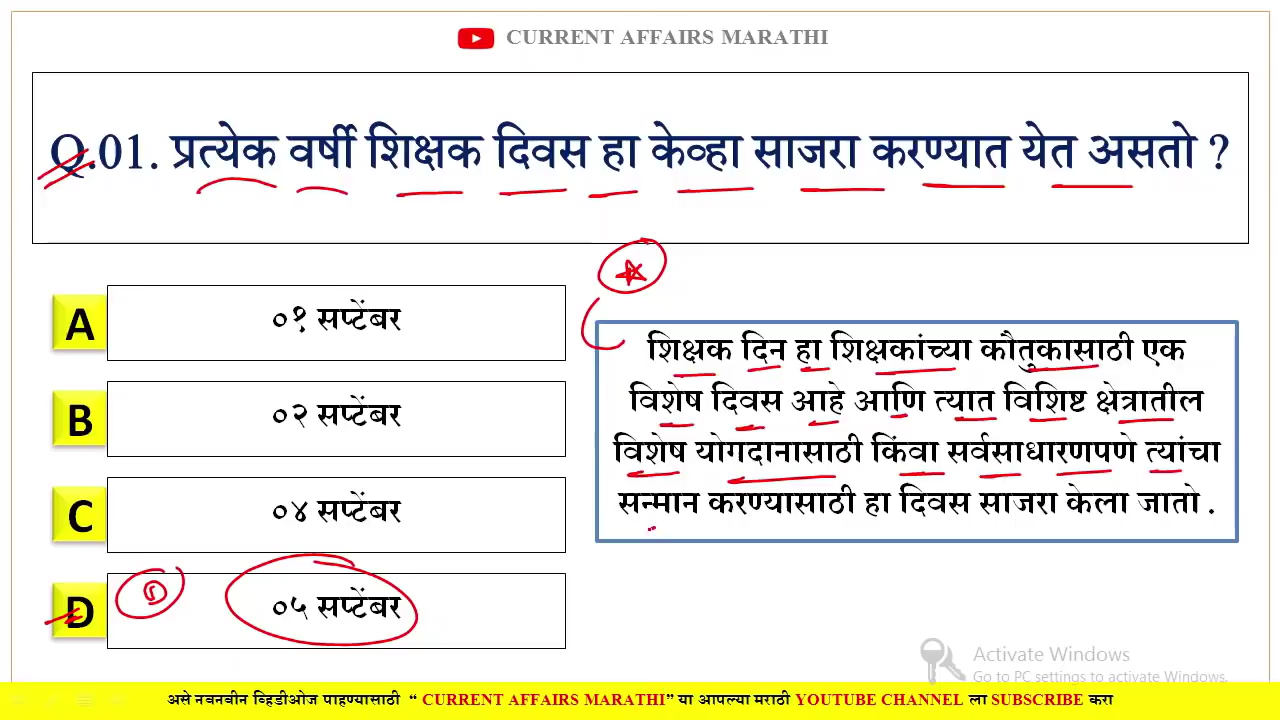 CURRENT AFFAIRS MARATHI
Q.01. प्रत्येक वर्षी शिक्षक दिवस हा केव्हा साजरा करण्यात येत असतो ?
A
०१ सप्टेंबर
B
०२ सप्टेंबर
C
०४ सप्टेंबर
D
०५ सप्टेंबर
शिक्षक दिन हा शिक्षकांच्या कौतुकासाठी एक
विशेष दिवस आहे आणि त्यात विशिष्ट क्षेत्रातील
विशेष योगदानासाठी किंवा सर्वसाधारणपणे त्यांचा
सन्मान करण्यासाठी हा दिवस साजरा केला जातो .
Activate Windows
Go to PC settings to activate Windows.
असे नवनवीन व्हिडीओज पाहण्यासाठी “ CURRENT AFFAIRS MARATHI” या आपल्या मराठी YOUTUBE CHANNEL ला SUBSCRIBE करा